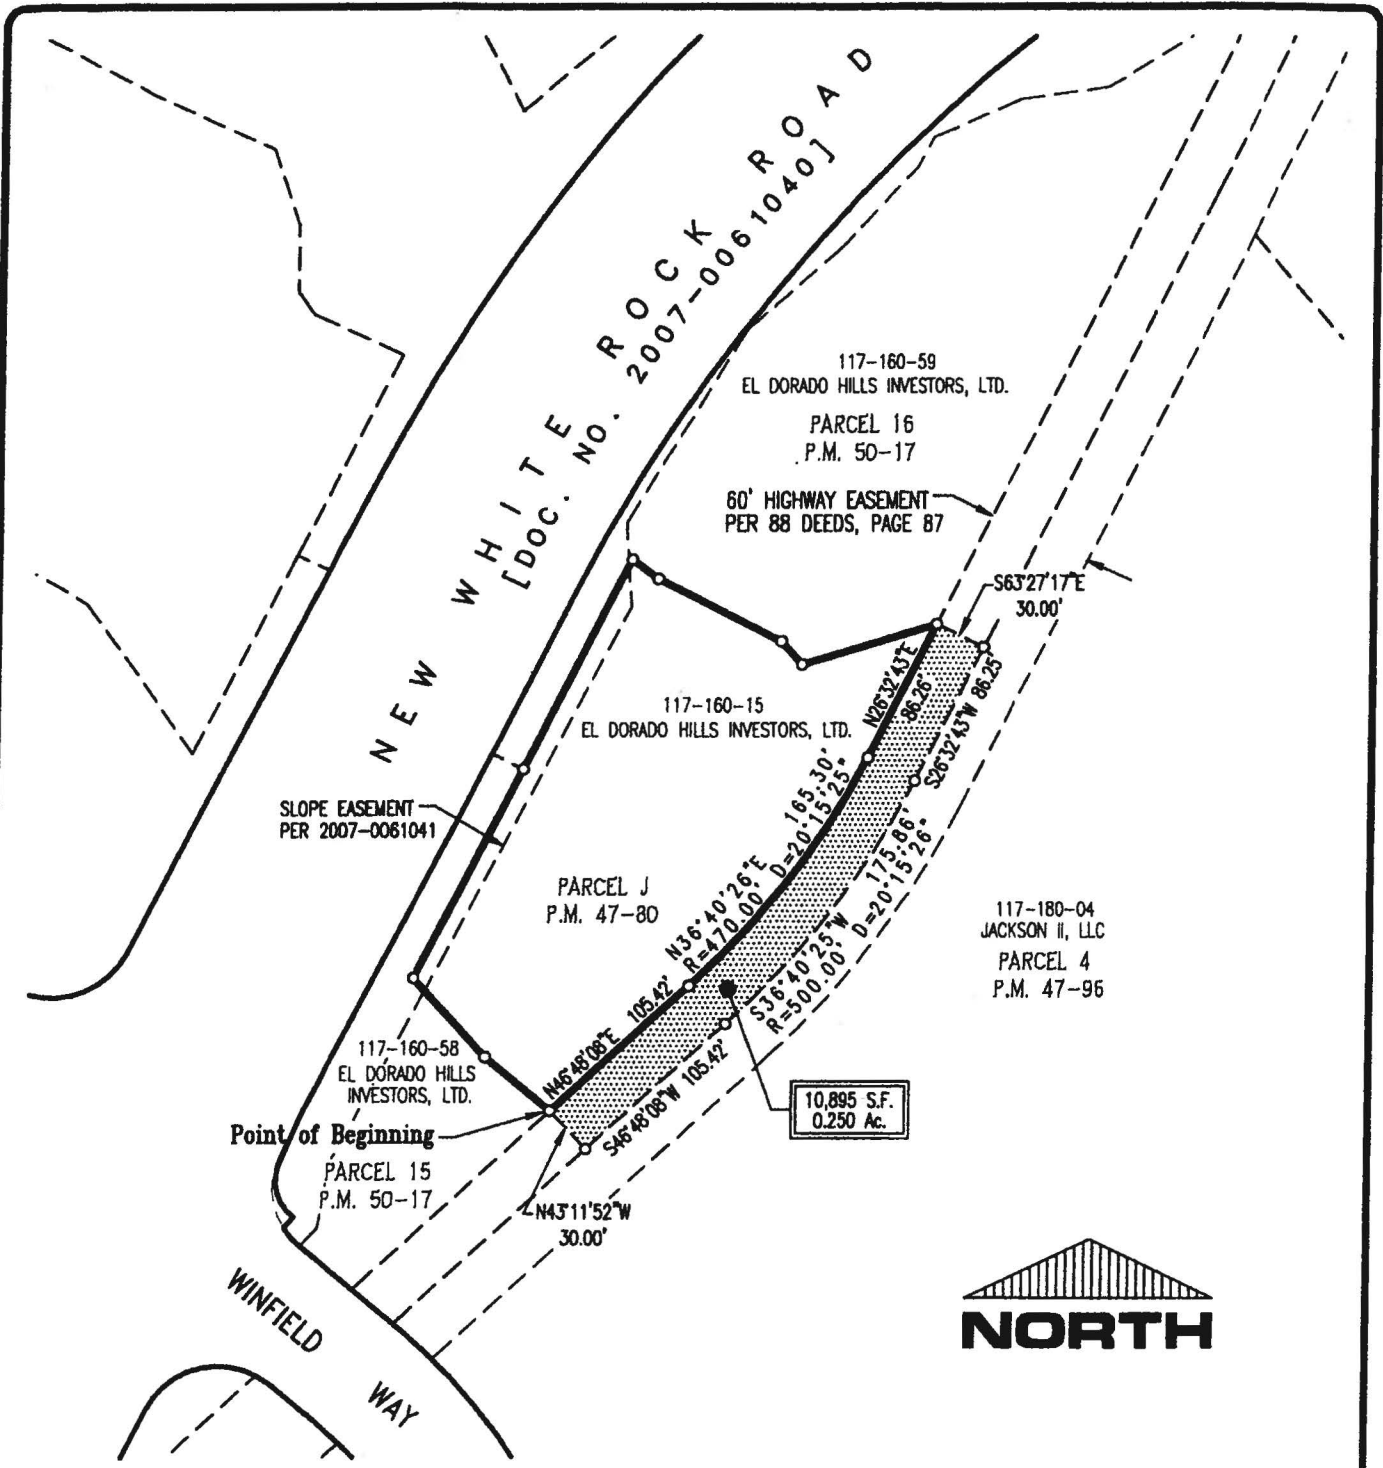 NEW WHITE ROCK ROAD
[DOC. NO. 2007-0061040]
117-160-59
EL DORADO HILLS INVESTORS, LTD.
PARCEL 16
P.M. 50-17
60' HIGHWAY EASEMENT
PER 88 DEEDS, PAGE 87
S63°27'17"E
30.00'
117-160-15
EL DORADO HILLS INVESTORS, LTD.
N26°32'43"E
86.26'
S26°32'43"W 86.25'
SLOPE EASEMENT
PER 2007-0061041
PARCEL J
P.M. 47-80
N36°40'26"E 165.30'
R=470.00' D=20°15'25"
S36°40'25"W 175.86'
R=500.00' D=20°15'26"
117-180-04
JACKSON II, LLC
PARCEL 4
P.M. 47-96
N46°48'08"E 105.42'
S46°48'08"W 105.42'
117-160-58
EL DORADO HILLS
INVESTORS, LTD.
10,895 S.F.
0.250 Ac.
Point of Beginning
PARCEL 15
P.M. 50-17
N43°11'52"W
30.00'
WINFIELD WAY
NORTH